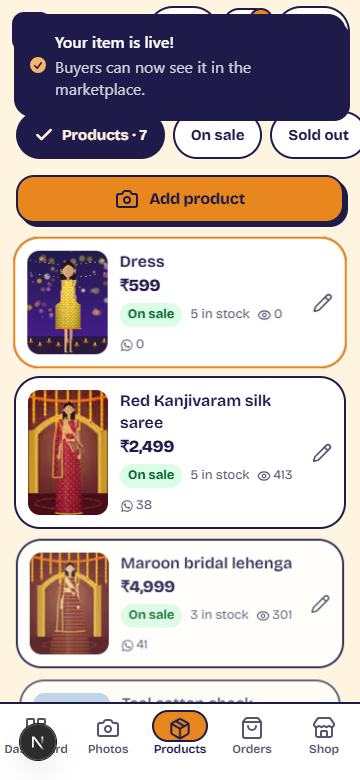 Your item is live!
Buyers can now see it in the
marketplace.
Products · 7
On sale
Sold out
Add product
Dress
₹599
On sale 5 in stock 0
0
Red Kanjivaram silk
saree
₹2,499
On sale 5 in stock 413
38
Maroon bridal lehenga
₹4,999
On sale 3 in stock 301
41
N
Photos
Products
Orders
Shop